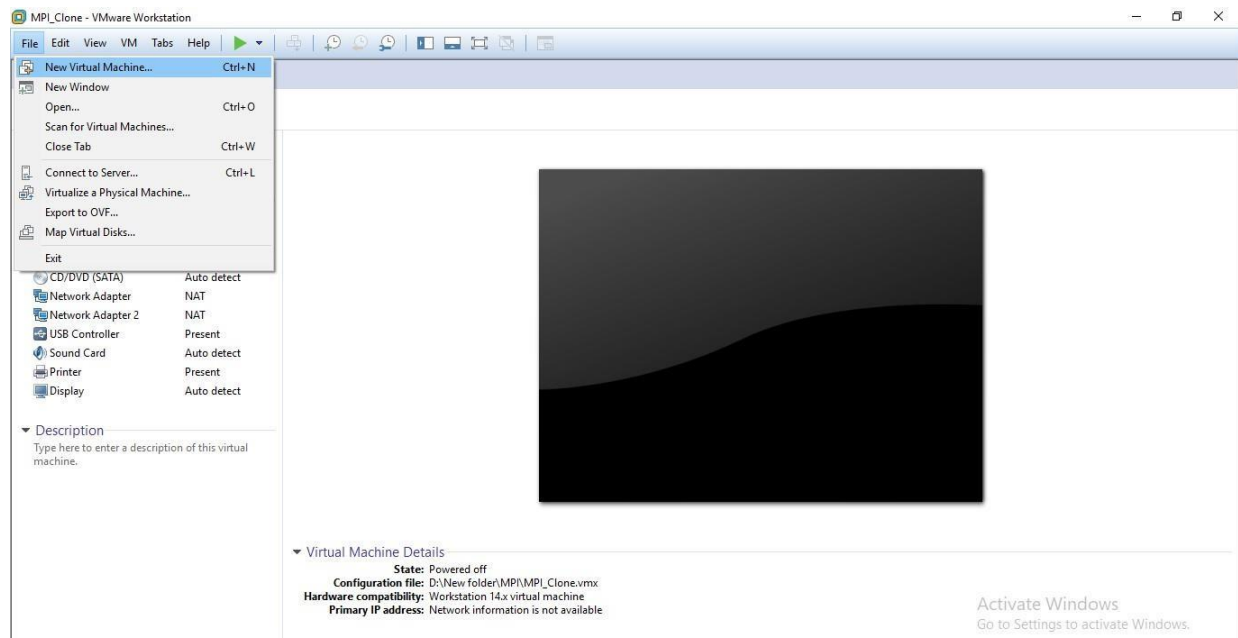 MPI_Clone - VMware Workstation
File Edit View VM Tabs Help
New Virtual Machine... Ctrl+N
New Window
Open... Ctrl+O
Scan for Virtual Machines...
Close Tab Ctrl+W
Connect to Server... Ctrl+L
Virtualize a Physical Machine...
Export to OVF...
Map Virtual Disks...
Exit
CD/DVD (SATA) Auto detect
Network Adapter NAT
Network Adapter 2 NAT
USB Controller Present
Sound Card Auto detect
Printer Present
Display Auto detect
Description
Type here to enter a description of this virtual
machine.
Virtual Machine Details
State: Powered off
Configuration file: D:\New folder\MPI\MPI_Clone.vmx
Hardware compatibility: Workstation 14.x virtual machine
Primary IP address: Network information is not available
Activate Windows
Go to Settings to activate Windows.